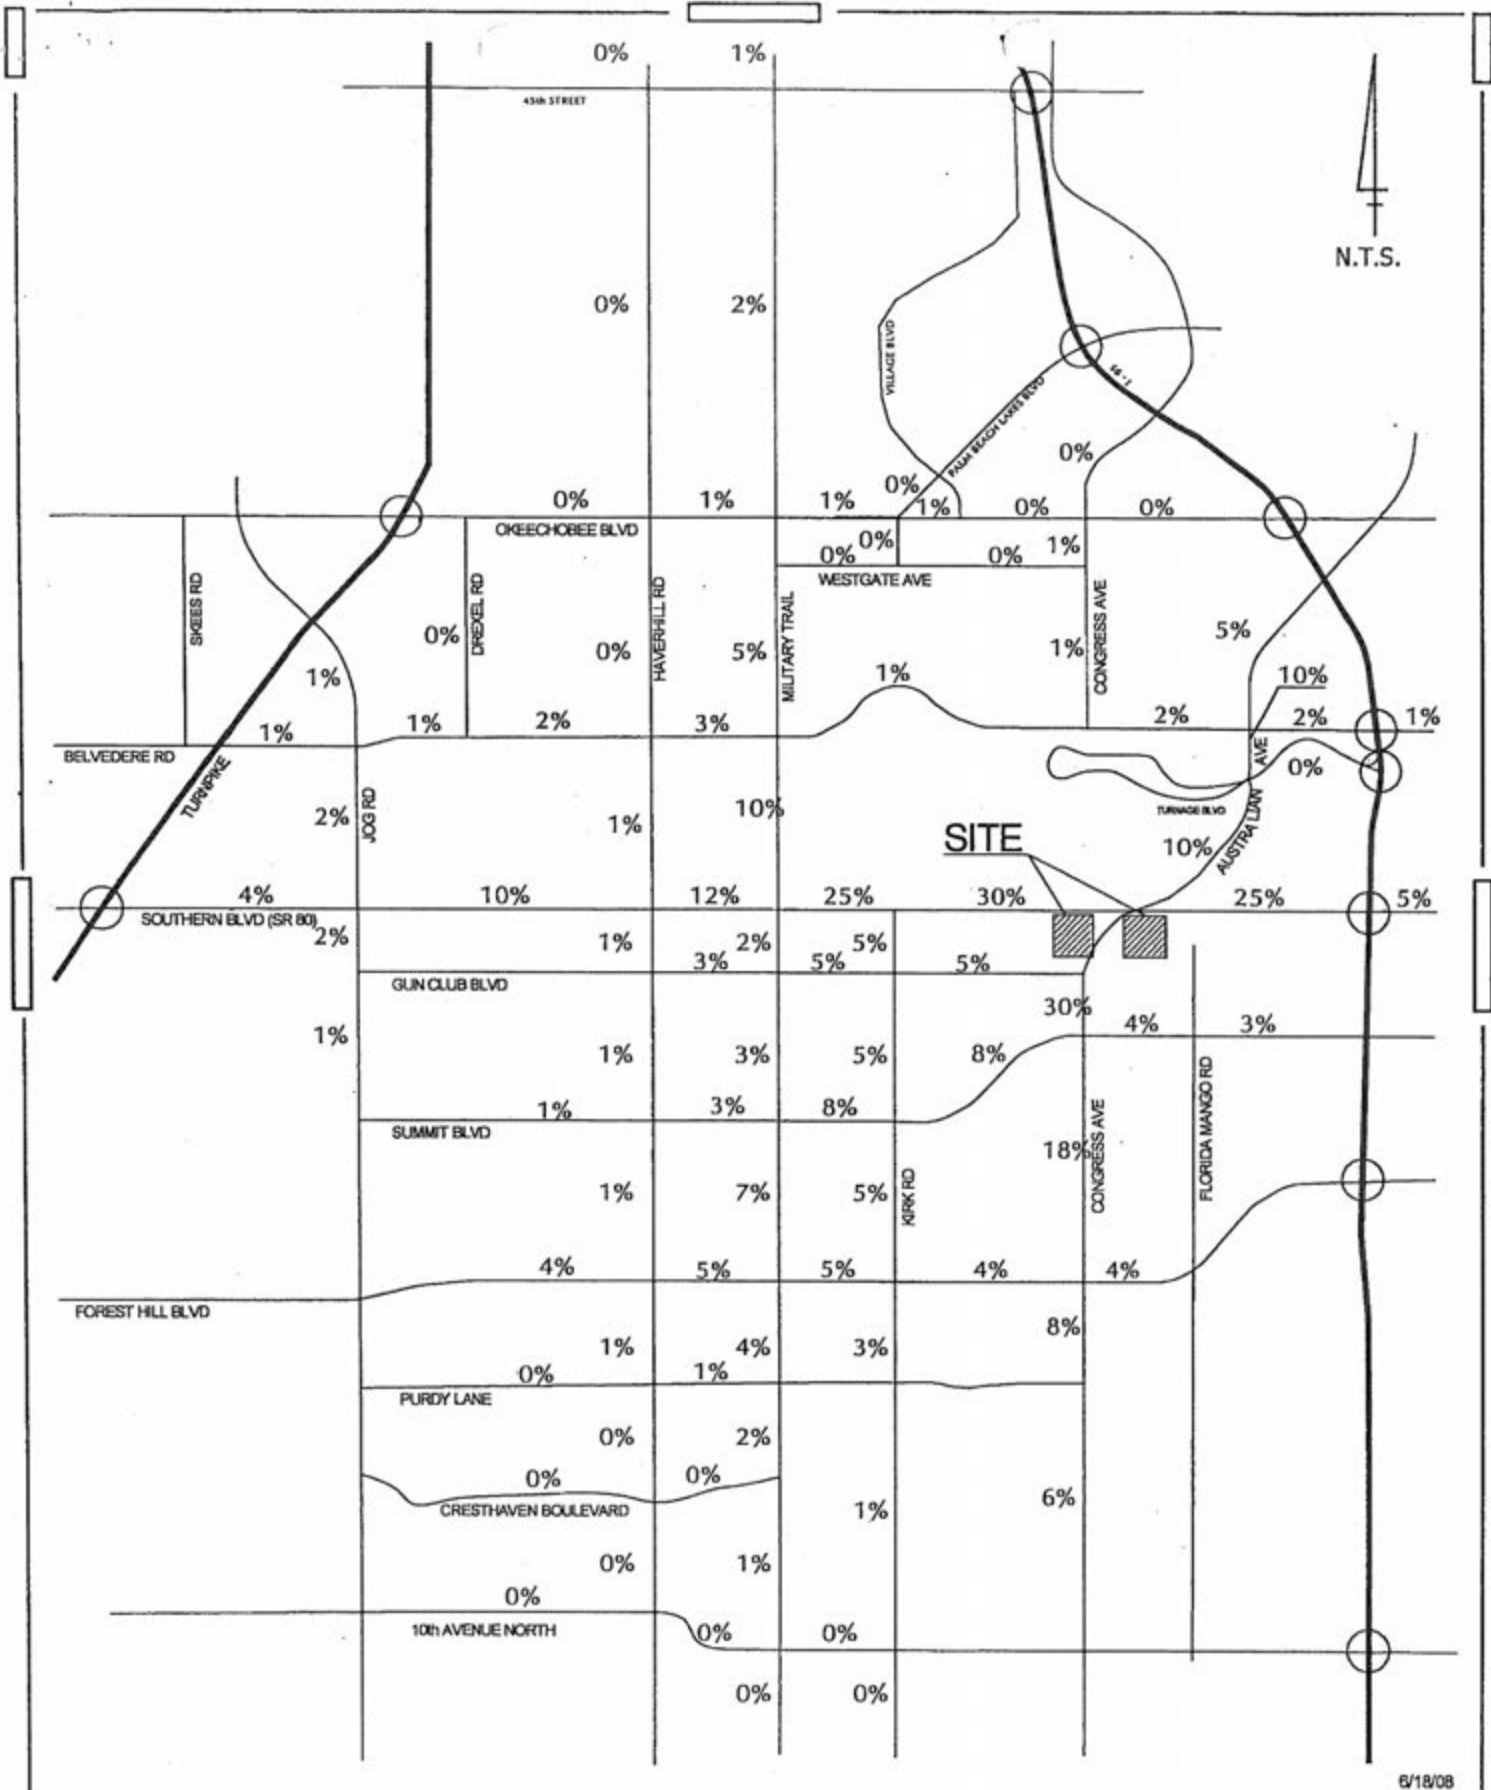 0% 1%
45th STREET
N.T.S.
0% 2%
VILLAGE BLVD
PALM BEACH LAKES BLVD
0%
0% 1% 1% 0% 1% 0% 0%
OKEECHOBEE BLVD
0% 0% 0% 1%
WESTGATE AVE
SKEES RD
DREXEL RD
HAVERHILL RD
MILITARY TRAIL
CONGRESS AVE
0% 0% 5% 1% 5%
1% 1% 10%
1% 1% 2% 3% 2% 2% 1%
BELVEDERE RD
TURNPIKE
JOG RD
AUSTRALIAN AVE
0%
TURNAGE BLVD
2% 1% 10%
SITE
10%
4% 10% 12% 25% 30% 25% 5%
SOUTHERN BLVD (SR 80)
2% 1% 2% 5%
3% 5% 5%
GUN CLUB BLVD
30%
4% 3%
1% 1% 3% 5% 8%
1% 3% 8%
SUMMIT BLVD
FLORIDA MANGO RD
CONGRESS AVE
KIRK RD
18%
1% 7% 5%
4% 5% 5% 4% 4%
FOREST HILL BLVD
8%
1% 4% 3%
0% 1%
PURDY LANE
0% 2%
0% 0%
CRESTHAVEN BOULEVARD
1% 6%
0% 1%
0%
10th AVENUE NORTH
0% 0%
0% 0%
6/18/08